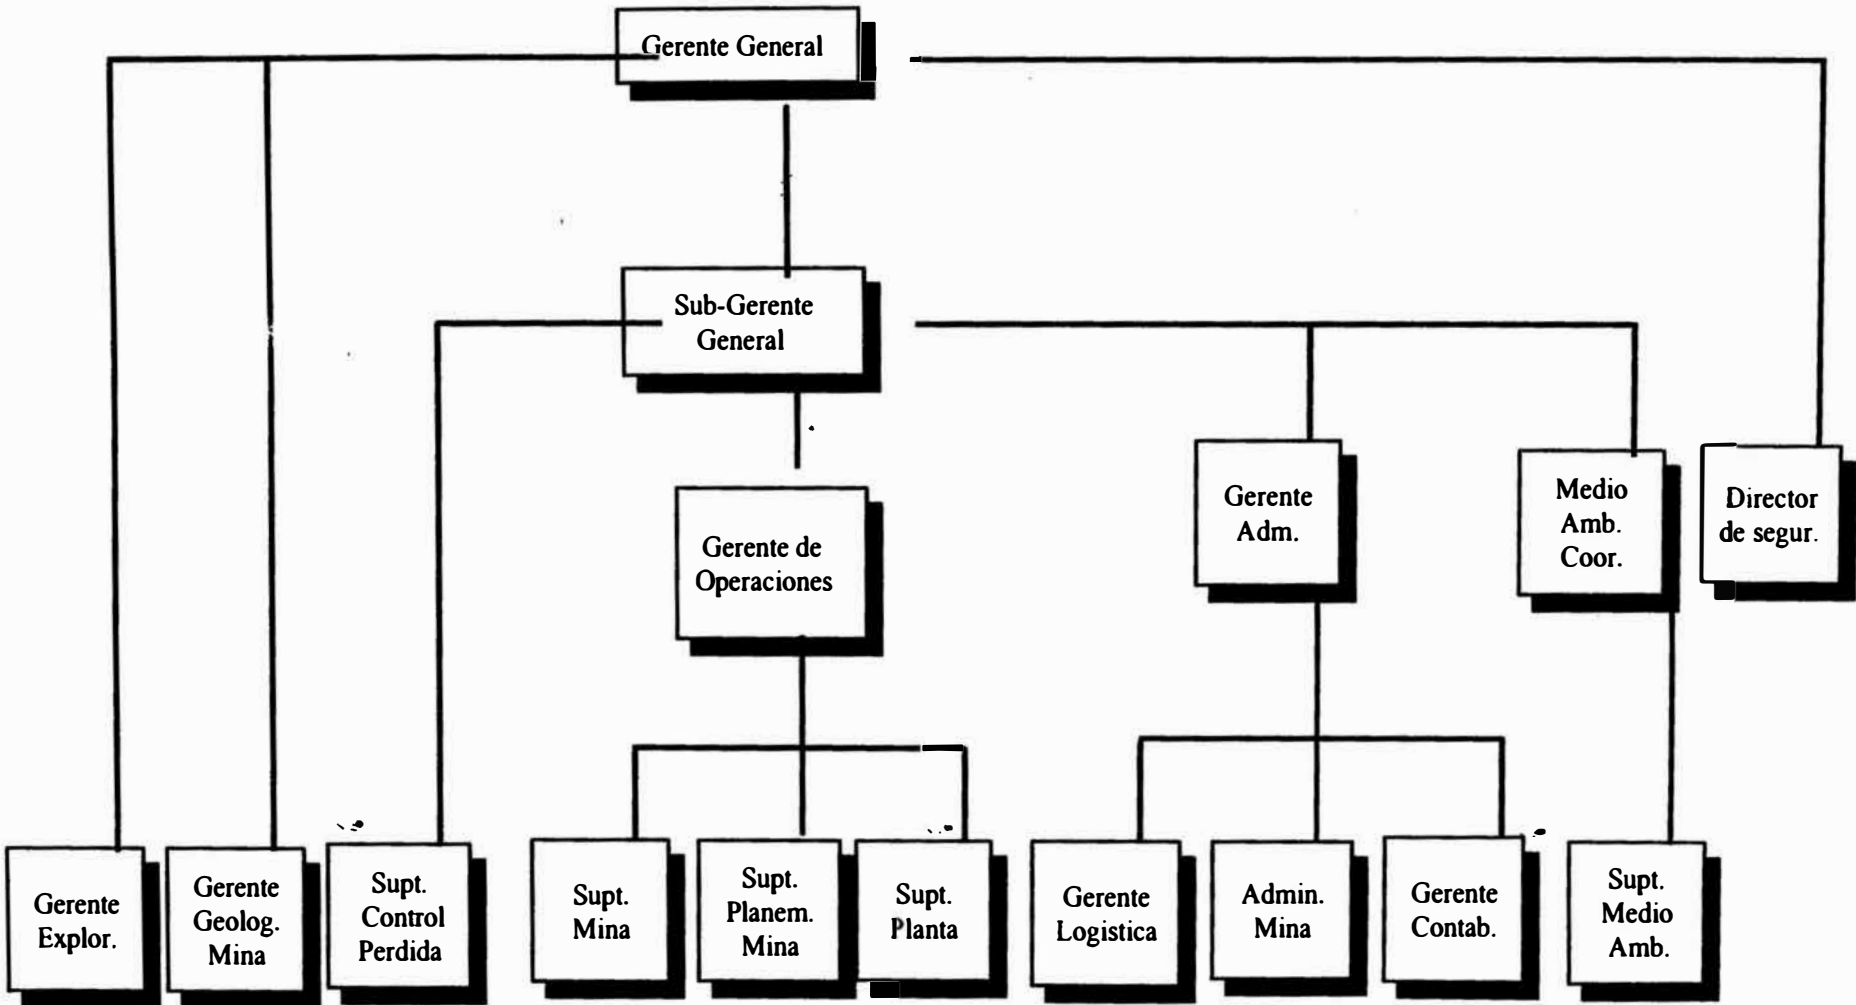 Gerente General
Sub-Gerente
General
Gerente de
Operaciones
Gerente
Adm.
Medio
Amb.
Coor.
Director
de segur.
Gerente
Explor.
Gerente
Geolog.
Mina
Supt.
Control
Perdida
Supt.
Mina
Supt.
Planem.
Mina
Supt.
Planta
Gerente
Logistica
Admin.
Mina
Gerente
Contab.
Supt.
Medio
Amb.